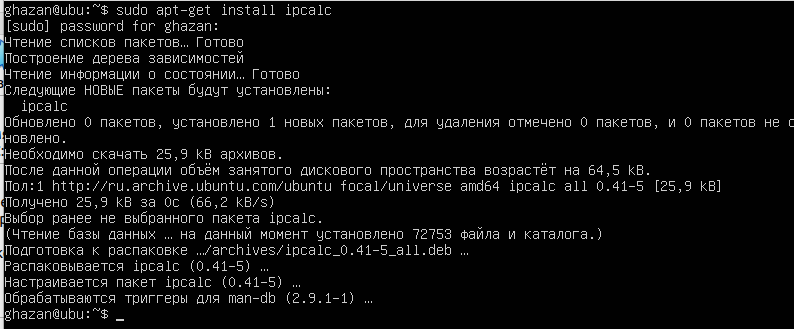 ghazan@ubu:~$ sudo apt-get install ipcalc
[sudo] password for ghazan:
Чтение списков пакетов… Готово
Построение дерева зависимостей
Чтение информации о состоянии… Готово
Следующие НОВЫЕ пакеты будут установлены:
  ipcalc
Обновлено 0 пакетов, установлено 1 новых пакетов, для удаления отмечено 0 пакетов, и 0 пакетов не о
новлено.
Необходимо скачать 25,9 kB архивов.
После данной операции объём занятого дискового пространства возрастёт на 64,5 kB.
Пол:1 http://ru.archive.ubuntu.com/ubuntu focal/universe amd64 ipcalc all 0.41-5 [25,9 kB]
Получено 25,9 kB за 0с (66,2 kB/s)
Выбор ранее не выбранного пакета ipcalc.
(Чтение базы данных … на данный момент установлено 72753 файла и каталога.)
Подготовка к распаковке …/archives/ipcalc_0.41-5_all.deb …
Распаковывается ipcalc (0.41-5) …
Настраивается пакет ipcalc (0.41-5) …
Обрабатываются триггеры для man-db (2.9.1-1) …
ghazan@ubu:~$ _